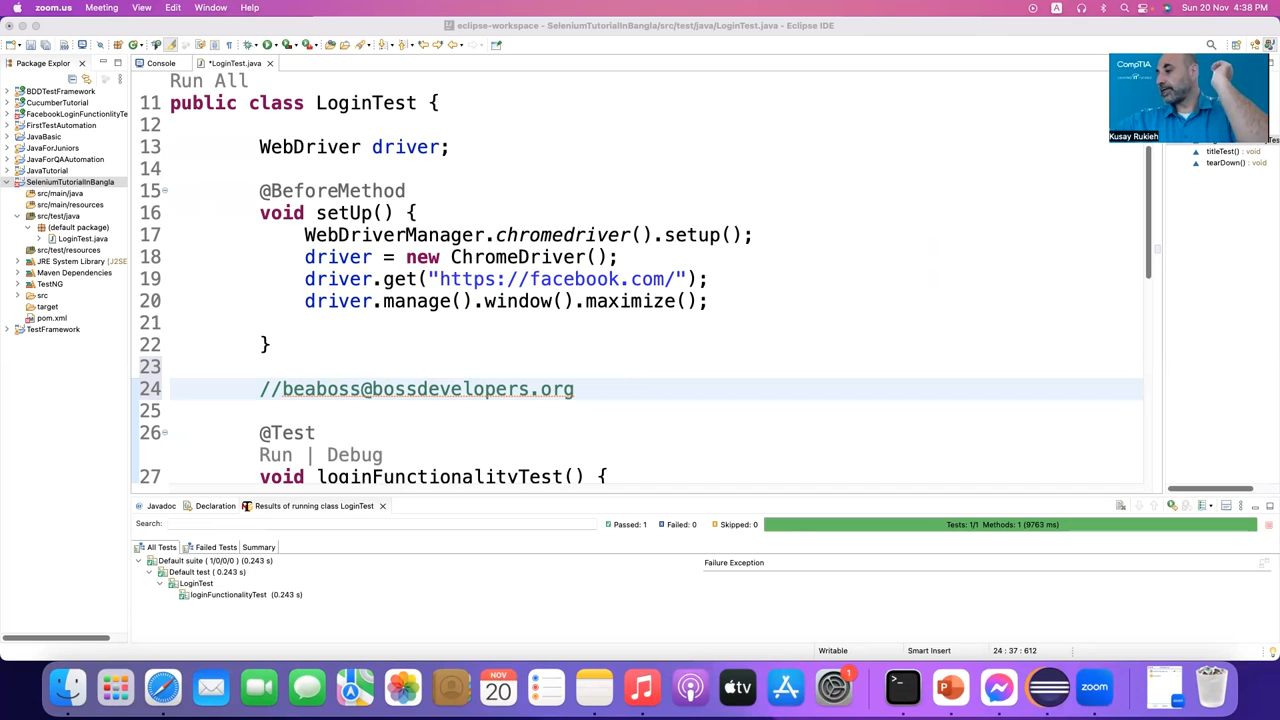 zoom.us Meeting View Edit Window Help
Sun 20 Nov 4:38 PM
eclipse-workspace - SeleniumTutorialInBangla/src/test/java/LoginTest.java - Eclipse IDE
Package Explorer
Console
*LoginTest.java
BDDTestFramework
CucumberTutorial
FacebookLoginFunctionlityTe
FirstTestAutomation
JavaBasic
JavaForJuniors
JavaForQAAutomation
JavaTutorial
SeleniumTutorialInBangla
src/main/java
src/main/resources
src/test/java
(default package)
LoginTest.java
src/test/resources
JRE System Library [J2SE
Maven Dependencies
TestNG
src
target
pom.xml
TestFramework
Run All
11 public class LoginTest {
12
13 WebDriver driver;
14
15 @BeforeMethod
16 void setUp() {
17 WebDriverManager.chromedriver().setup();
18 driver = new ChromeDriver();
19 driver.get("https://facebook.com/");
20 driver.manage().window().maximize();
21
22 }
23
24 //beaboss@bossdevelopers.org
25
26 @Test
Run | Debug
27 void loginFunctionalityTest() {
CompTIA
Kusay Rukieh
titleTest() : void
tearDown() : void
Javadoc
Declaration
Results of running class LoginTest
Search:
Passed: 1
Failed: 0
Skipped: 0
Tests: 1/1 Methods: 1 (9763 ms)
All Tests
Failed Tests
Summary
Default suite ( 1/0/0/0 ) (0.243 s)
Default test ( 0.243 s)
LoginTest
loginFunctionalityTest (0.243 s)
Failure Exception
Writable
Smart Insert
24 : 37 : 612
NOV
20
tv
1
zoom